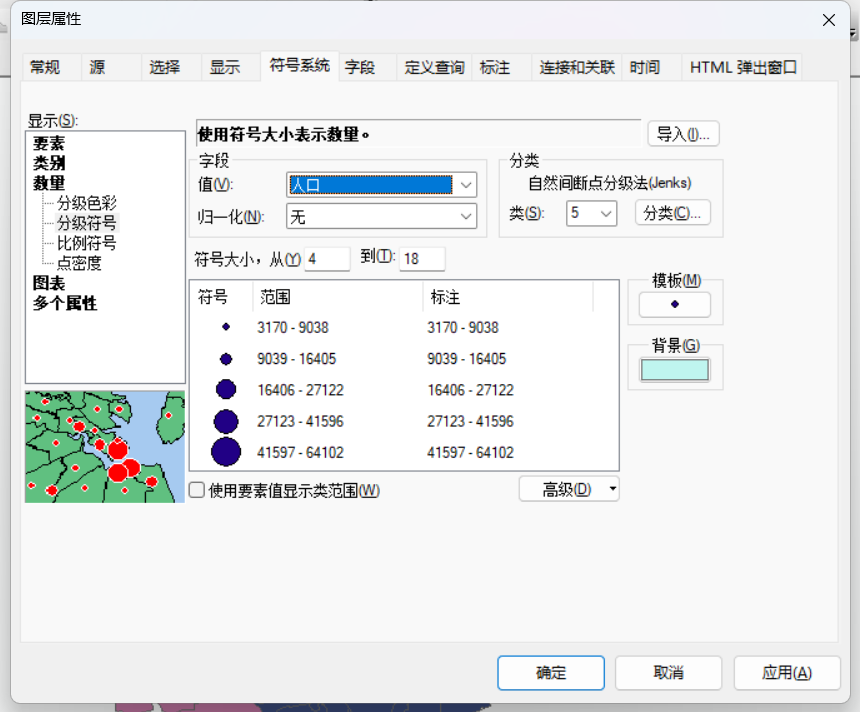 图层属性
常规 源 选择 显示 符号系统 字段 定义查询 标注 连接和关联 时间 HTML 弹出窗口
显示(S):
要素
类别
数量
分级色彩
分级符号
比例符号
点密度
图表
多个属性
使用符号大小表示数量。
导入(I)...
字段
值(V): 人口
归一化(N): 无
分类
自然间断点分级法(Jenks)
类(S): 5 分类(C)...
符号大小，从(Y) 4 到(T): 18
符号 范围 标注
3170 - 9038 3170 - 9038
9039 - 16405 9039 - 16405
16406 - 27122 16406 - 27122
27123 - 41596 27123 - 41596
41597 - 64102 41597 - 64102
模板(M)
背景(G)
使用要素值显示类范围(W)
高级(D)
确定 取消 应用(A)